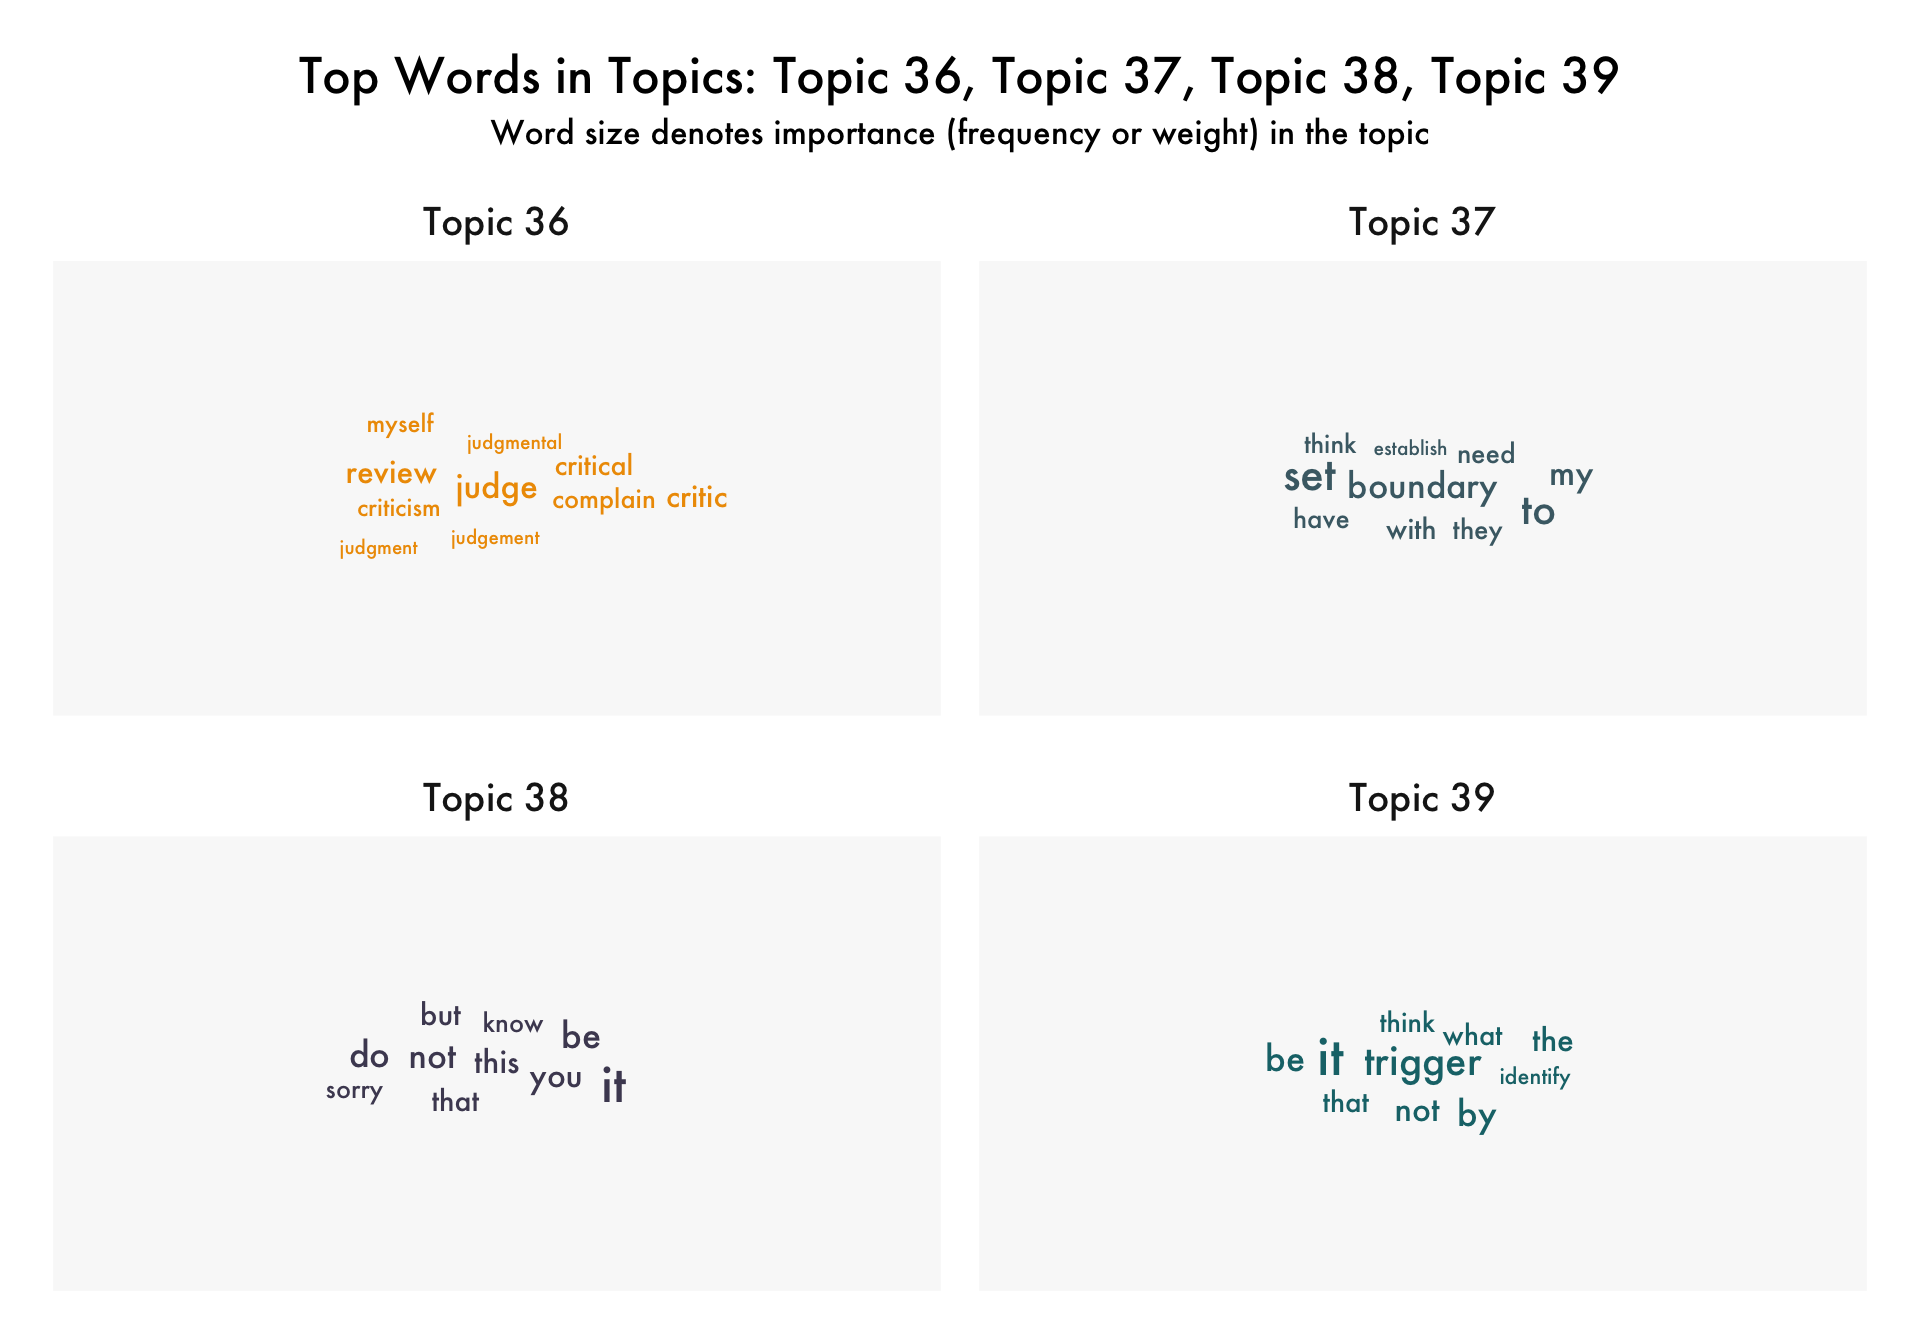 Top Words in Topics: Topic 36, Topic 37, Topic 38, Topic 39
Word size denotes importance (frequency or weight) in the topic
Topic 36
myself
judgmental
critical
review
judge
complain
critic
criticism
judgement
judgment
Topic 37
think
establish
need
set
boundary
my
to
have
with
they
Topic 38
but
know
be
do
not
this
you
it
sorry
that
Topic 39
think
what
the
be
it
trigger
identify
that
not
by